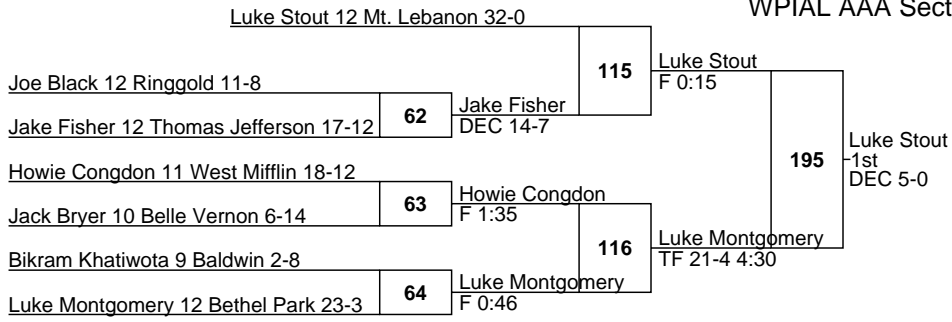 WPIAL AAA Sect
Luke Stout 12 Mt. Lebanon 32-0
115
Luke Stout
F 0:15
Joe Black 12 Ringgold 11-8
62
Jake Fisher
DEC 14-7
Jake Fisher 12 Thomas Jefferson 17-12
195
Luke Stout
1st
DEC 5-0
Howie Congdon 11 West Mifflin 18-12
63
Howie Congdon
F 1:35
Jack Bryer 10 Belle Vernon 6-14
116
Luke Montgomery
TF 21-4 4:30
Bikram Khatiwota 9 Baldwin 2-8
64
Luke Montgomery
F 0:46
Luke Montgomery 12 Bethel Park 23-3